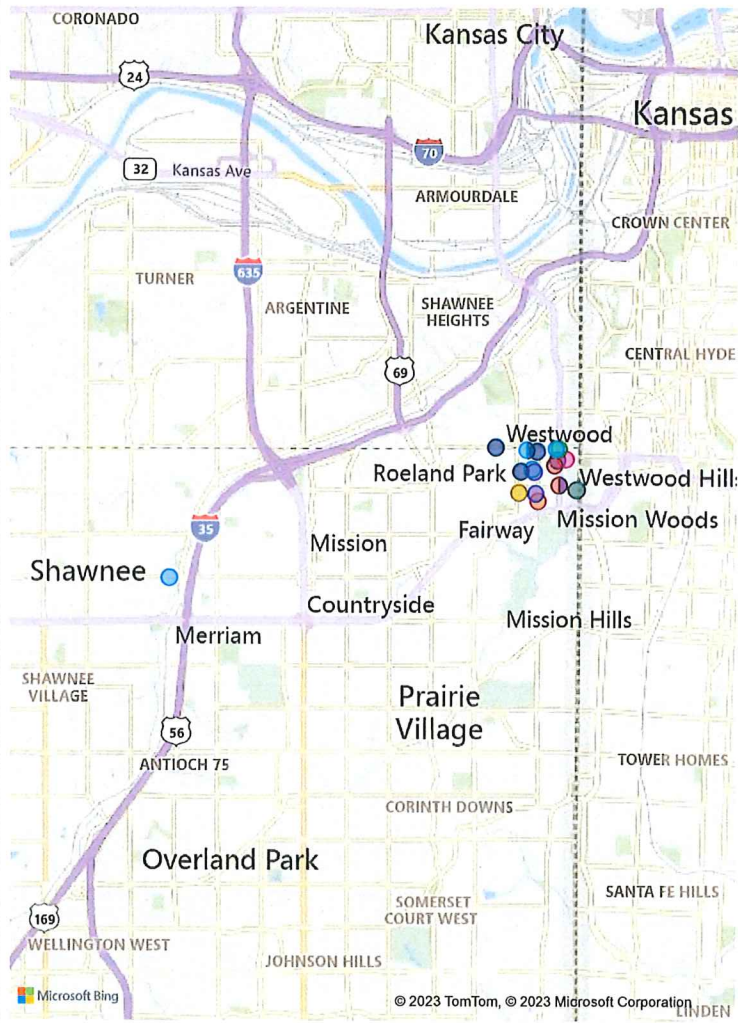 CORONADO
Kansas City
24
Kansas
32
Kansas Ave
70
ARMOURDALE
CROWN CENTER
635
TURNER
ARGENTINE
SHAWNEE
HEIGHTS
CENTRAL HYDE
69
Westwood
Roeland Park
Westwood Hills
35
Fairway
Mission Woods
Mission
Shawnee
Countryside
Merriam
Mission Hills
SHAWNEE
VILLAGE
Prairie
Village
56
ANTIOCH 75
TOWER HOMES
CORINTH DOWNS
Overland Park
SANTA FE HILLS
SOMERSET
COURT WEST
169
WELLINGTON WEST
JOHNSON HILLS
Microsoft Bing
© 2023 TomTom, © 2023 Microsoft Corporation
LINDEN